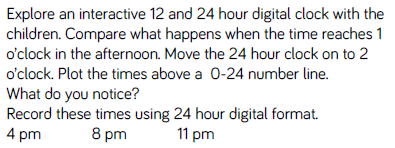 Explore an interactive 12 and 24 hour digital clock with the
children. Compare what happens when the time reaches 1
o'clock in the afternoon. Move the 24 hour clock on to 2
o'clock. Plot the times above a 0-24 number line.
What do you notice?
Record these times using 24 hour digital format.
4 pm 8 pm 11 pm